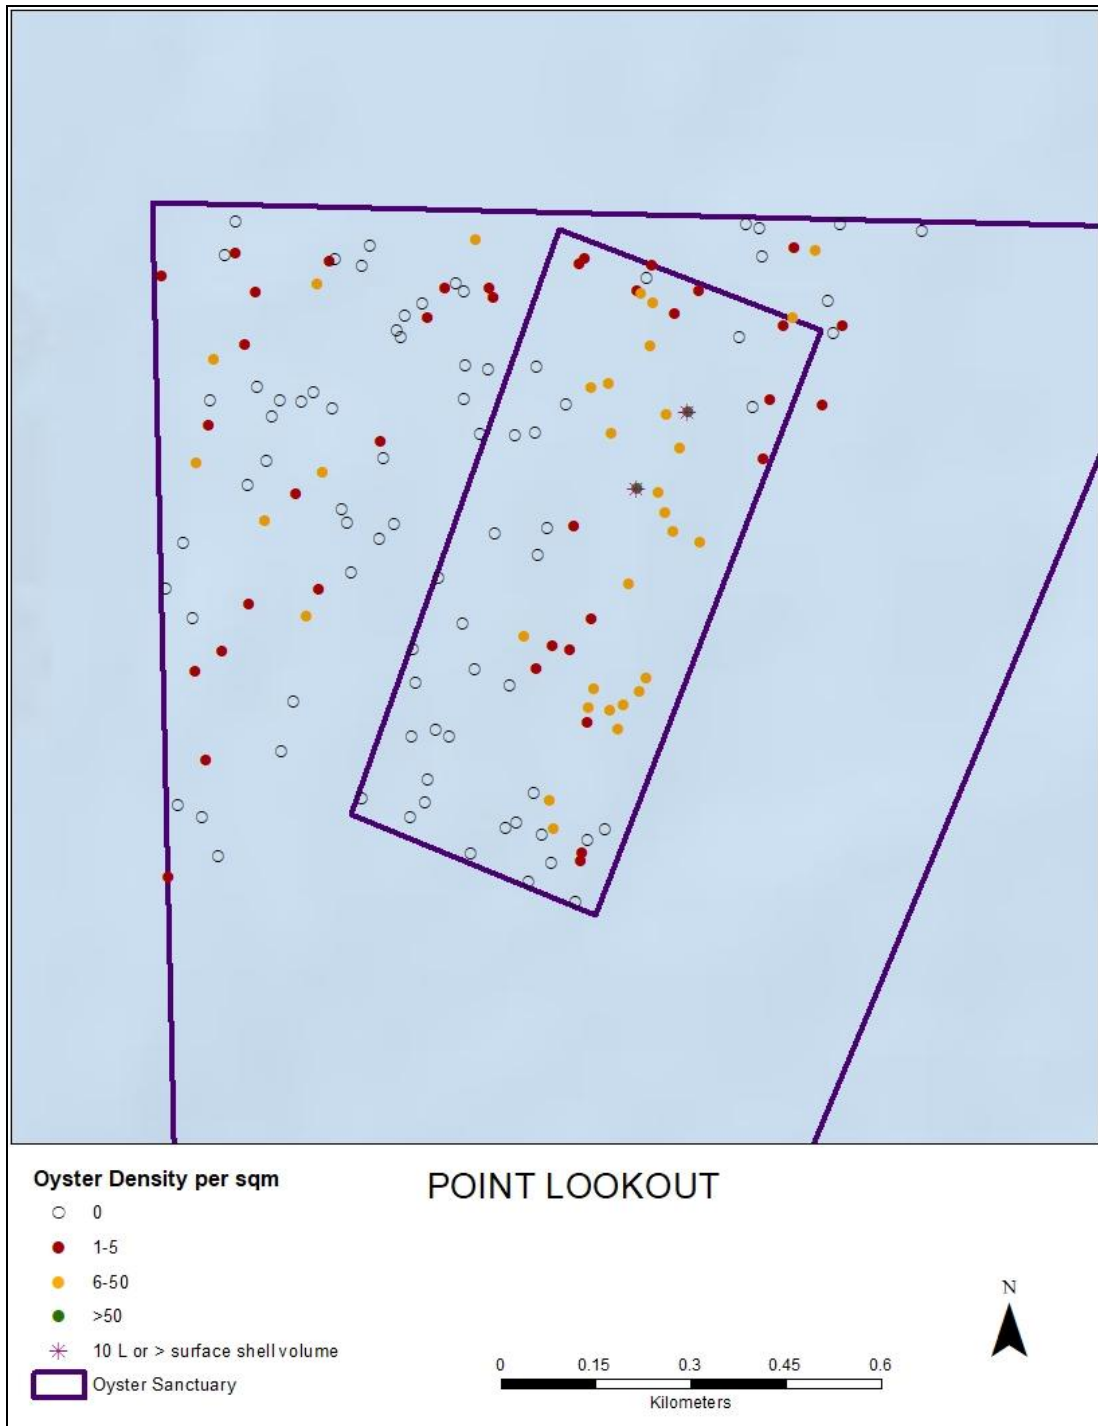 Oyster Density per sqm
POINT LOOKOUT
0
1-5
6-50
>50
10 L or > surface shell volume
Oyster Sanctuary
N
0 0.15 0.3 0.45 0.6
Kilometers